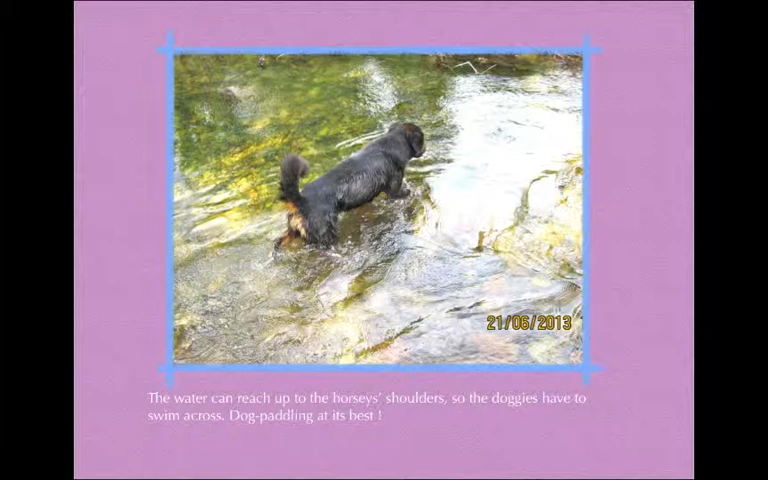 21/06/2013
The water can reach up to the horseys' shoulders, so the doggies have to
swim across. Dog-paddling at its best !